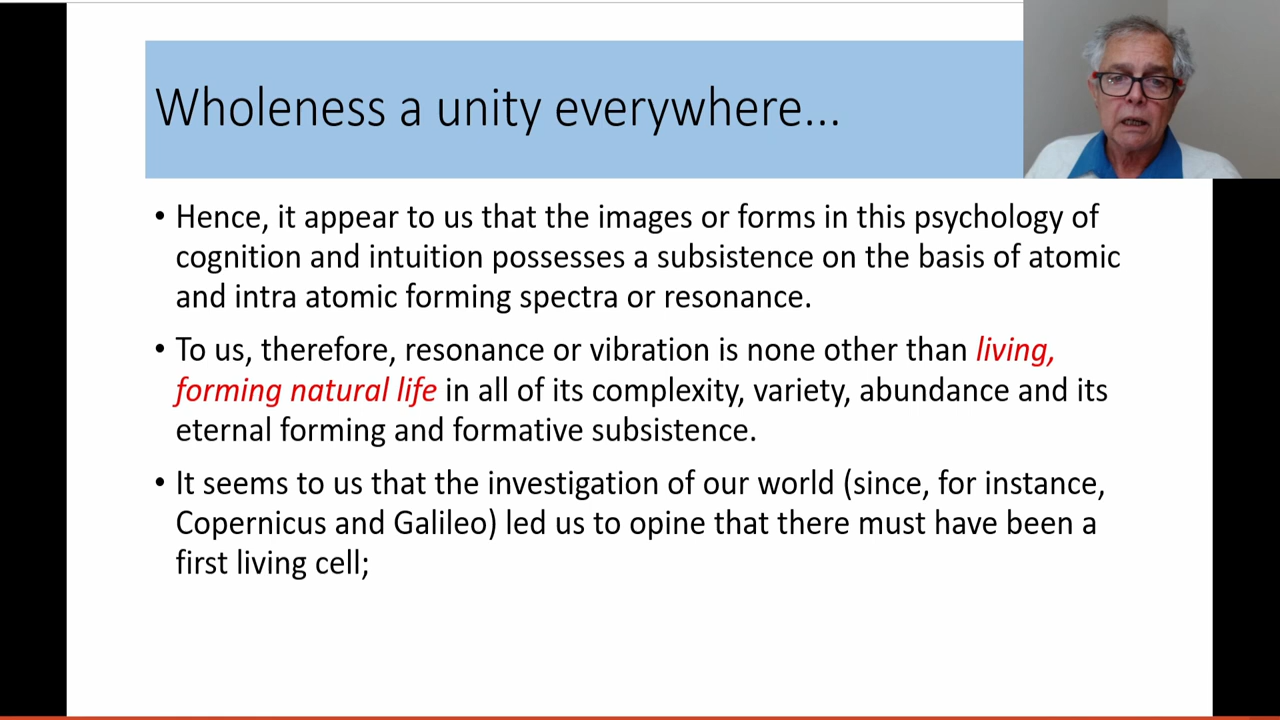 Wholeness a unity everywhere...
• Hence, it appear to us that the images or forms in this psychology of
cognition and intuition possesses a subsistence on the basis of atomic
and intra atomic forming spectra or resonance.
• To us, therefore, resonance or vibration is none other than living,
forming natural life in all of its complexity, variety, abundance and its
eternal forming and formative subsistence.
• It seems to us that the investigation of our world (since, for instance,
Copernicus and Galileo) led us to opine that there must have been a
first living cell;